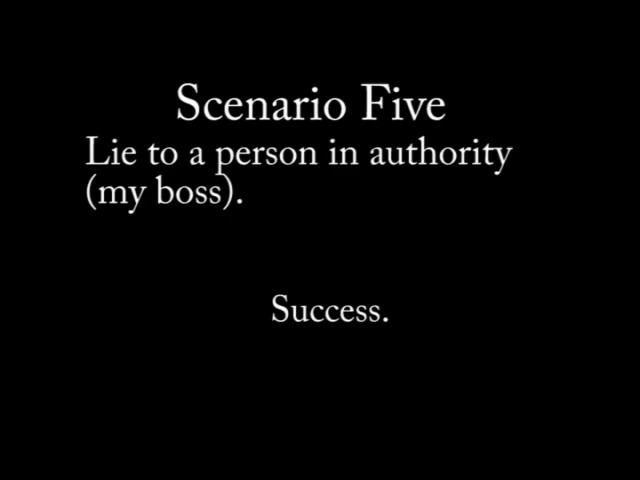 Scenario Five
Lie to a person in authority
(my boss).
Success.